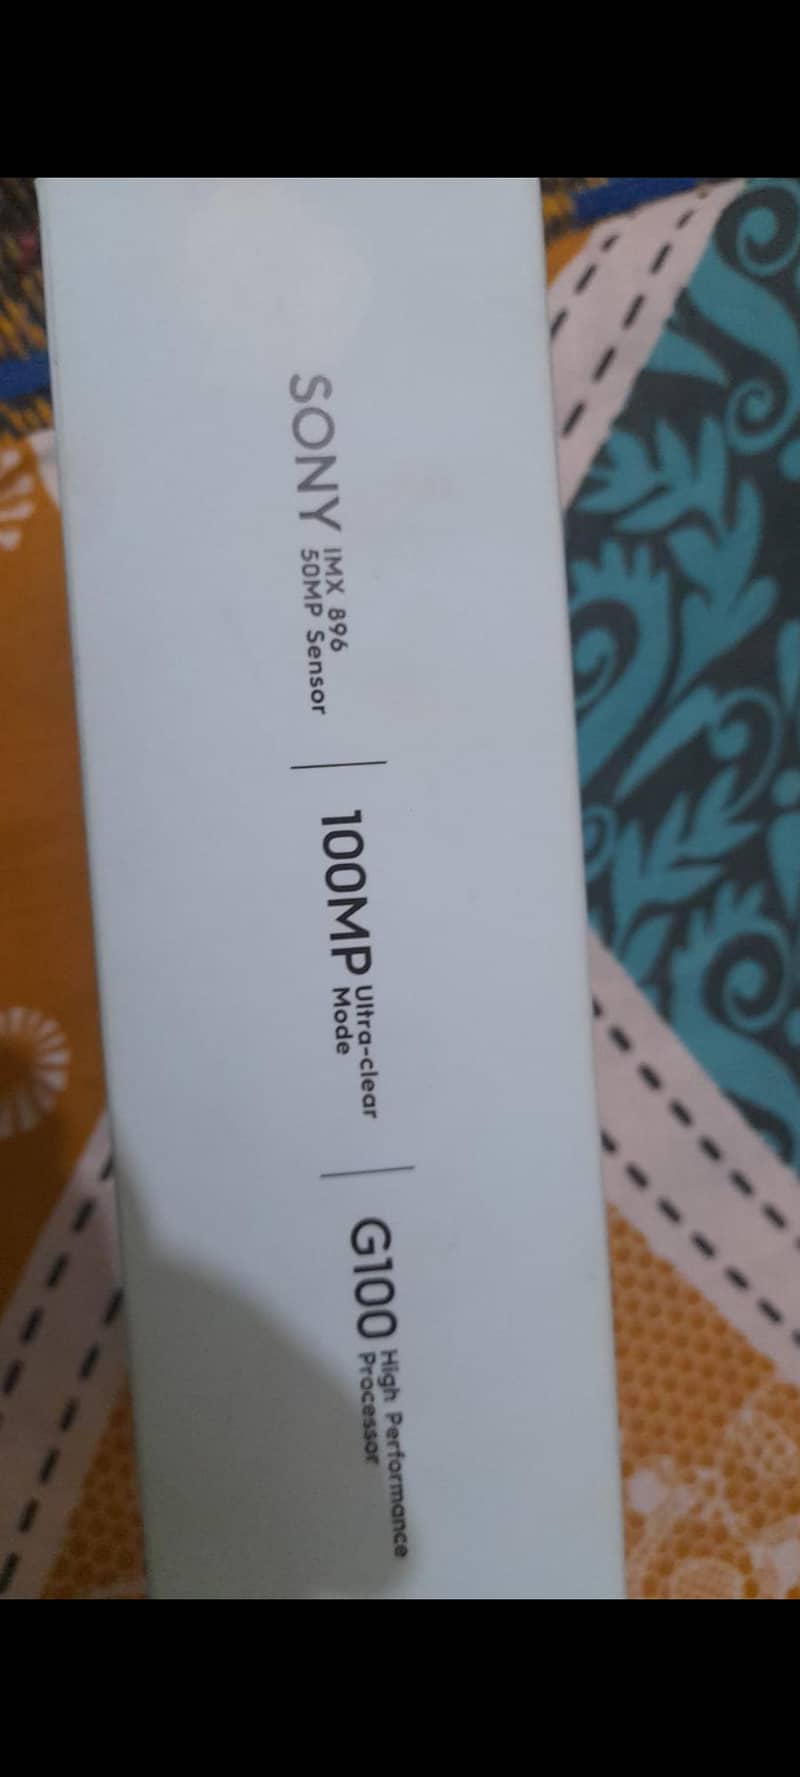 SONY
IMX 896
50MP Sensor
100MP
Ultra-clear
Mode
G100
High Performance
Processor